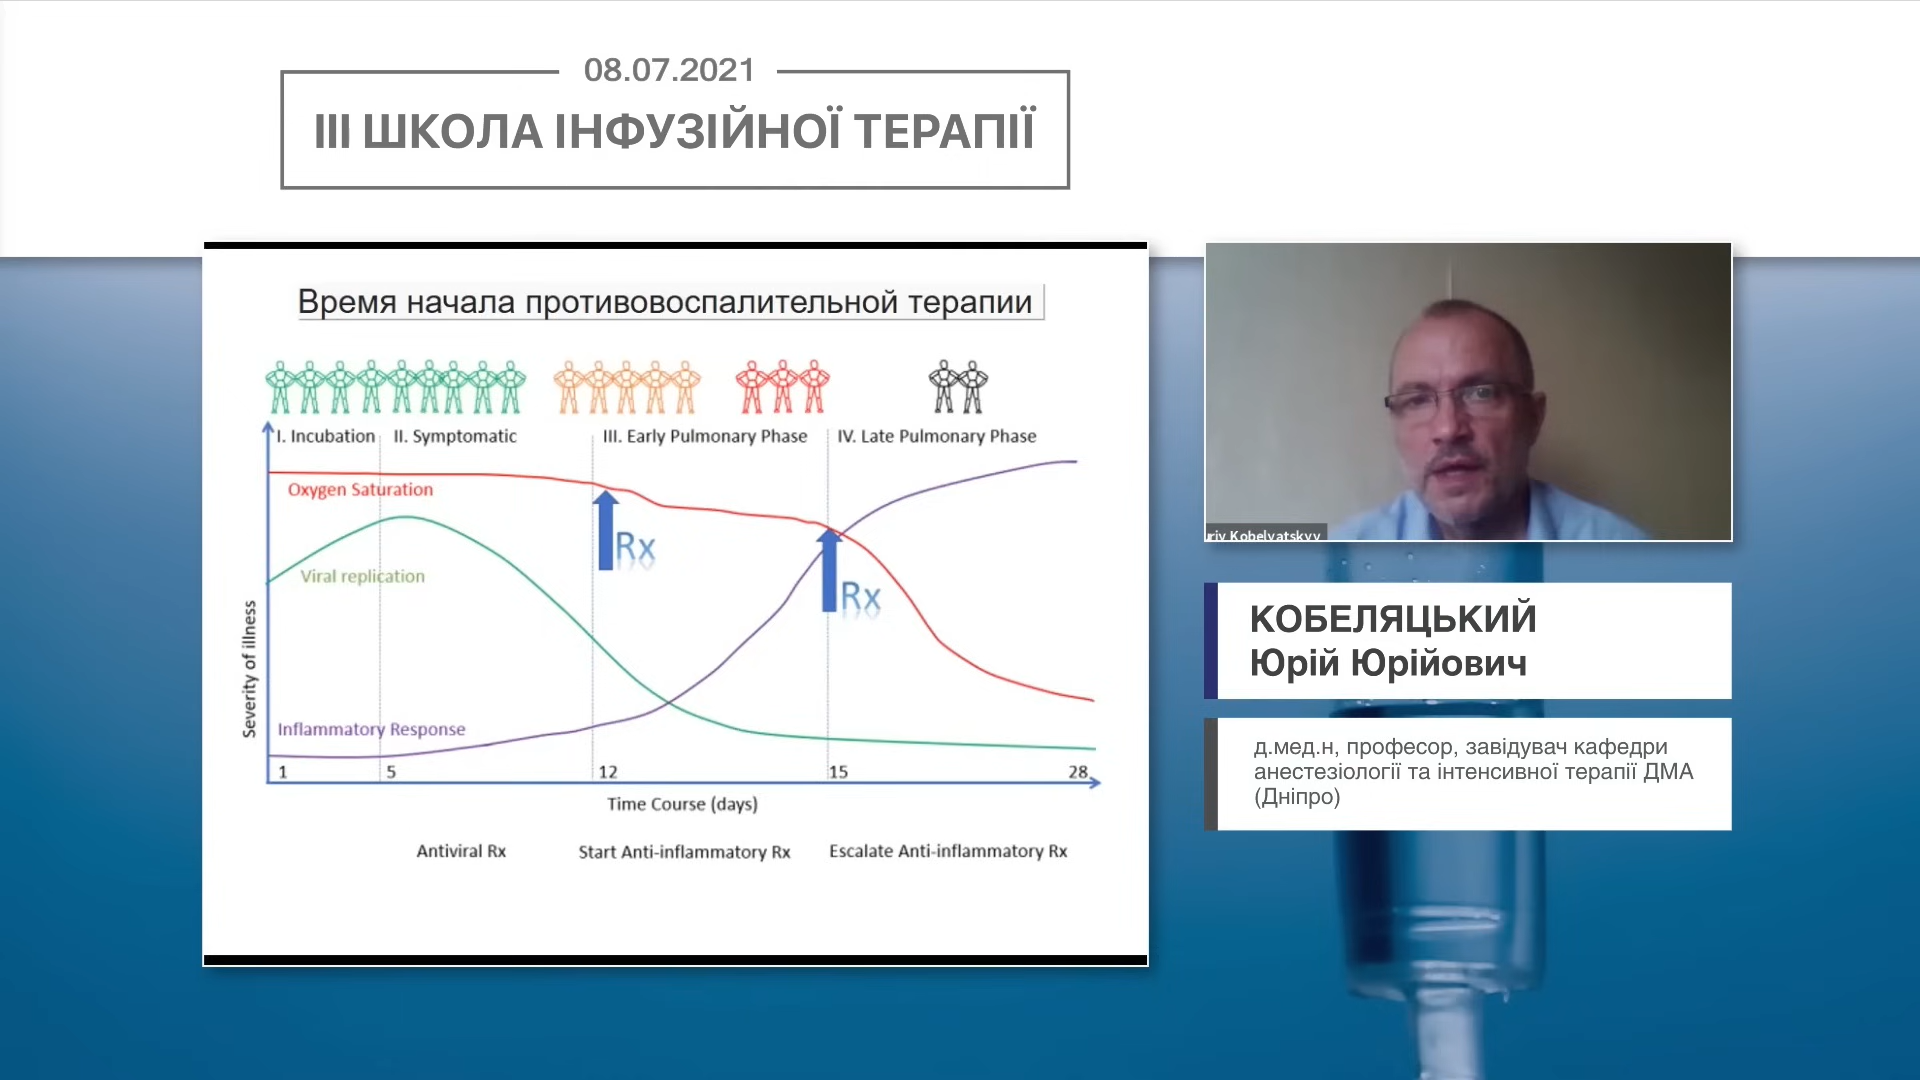 08.07.2021
III ШКОЛА ІНФУЗІЙНОЇ ТЕРАПІЇ
Время начала противовоспалительной терапии
I. Incubation
II. Symptomatic
III. Early Pulmonary Phase
IV. Late Pulmonary Phase
Oxygen Saturation
Rx
Viral replication
Rx
Severity of illness
Inflammatory Response
1
5
12
15
28
Time Course (days)
Antiviral Rx
Start Anti-inflammatory Rx
Escalate Anti-inflammatory Rx
riy Kobelyatskyy
КОБЕЛЯЦЬКИЙ
Юрій Юрійович
д.мед.н, професор, завідувач кафедри
анестезіології та інтенсивної терапії ДМА
(Дніпро)